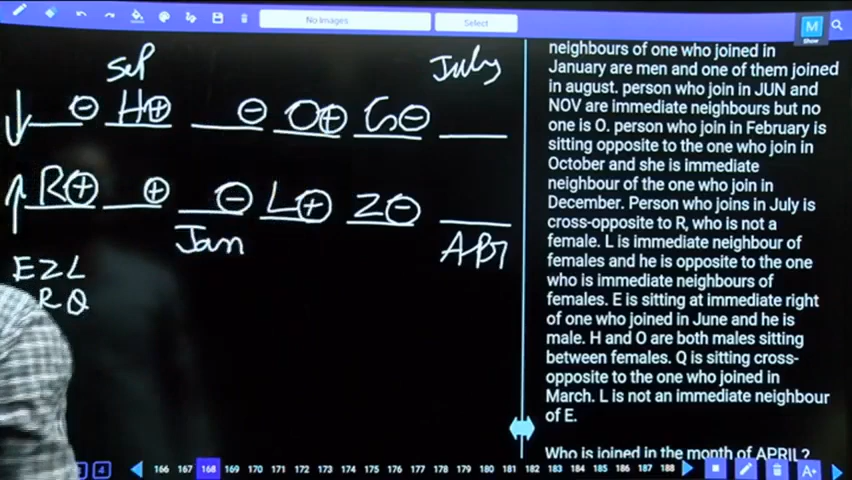 No Images
Select
M
Show
Sep
July
⊖ H⊕ ⊖ O⊕ G⊖
R⊕ ⊕ ⊖ L⊕ Z⊖
Jan
EZL
R Q
neighbours of one who joined in
January are men and one of them joined
in august. person who join in JUN and
NOV are immediate neighbours but no
one is O. person who join in February is
sitting opposite to the one who join in
October and she is immediate
neighbour of the one who join in
December. Person who joins in July is
cross-opposite to R, who is not a
female. L is immediate neighbour of
females and he is opposite to the one
who is immediate neighbours of
females. E is sitting at immediate right
of one who joined in June and he is
male. H and O are both males sitting
between females. Q is sitting cross-
opposite to the one who joined in
March. L is not an immediate neighbour
of E.
Who is joined in the month of APRIL?
4 166 167 168 169 170 171 172 173 174 175 176 177 178 179 180 181 182 183 184 185 186 187 188 A+